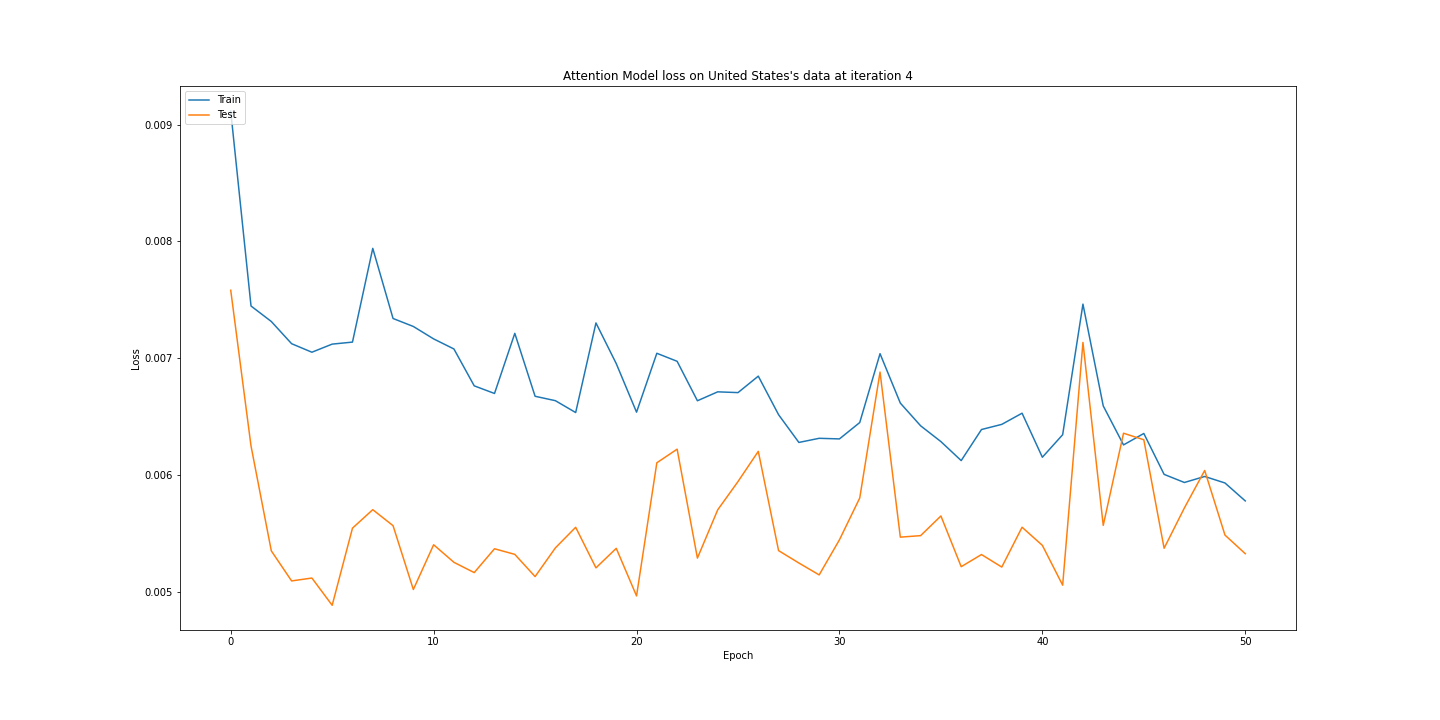 Attention Model loss on United States's data at iteration 4
Train
Test
0.009
0.008
0.007
0.006
0.005
Loss
0
10
20
30
40
50
Epoch